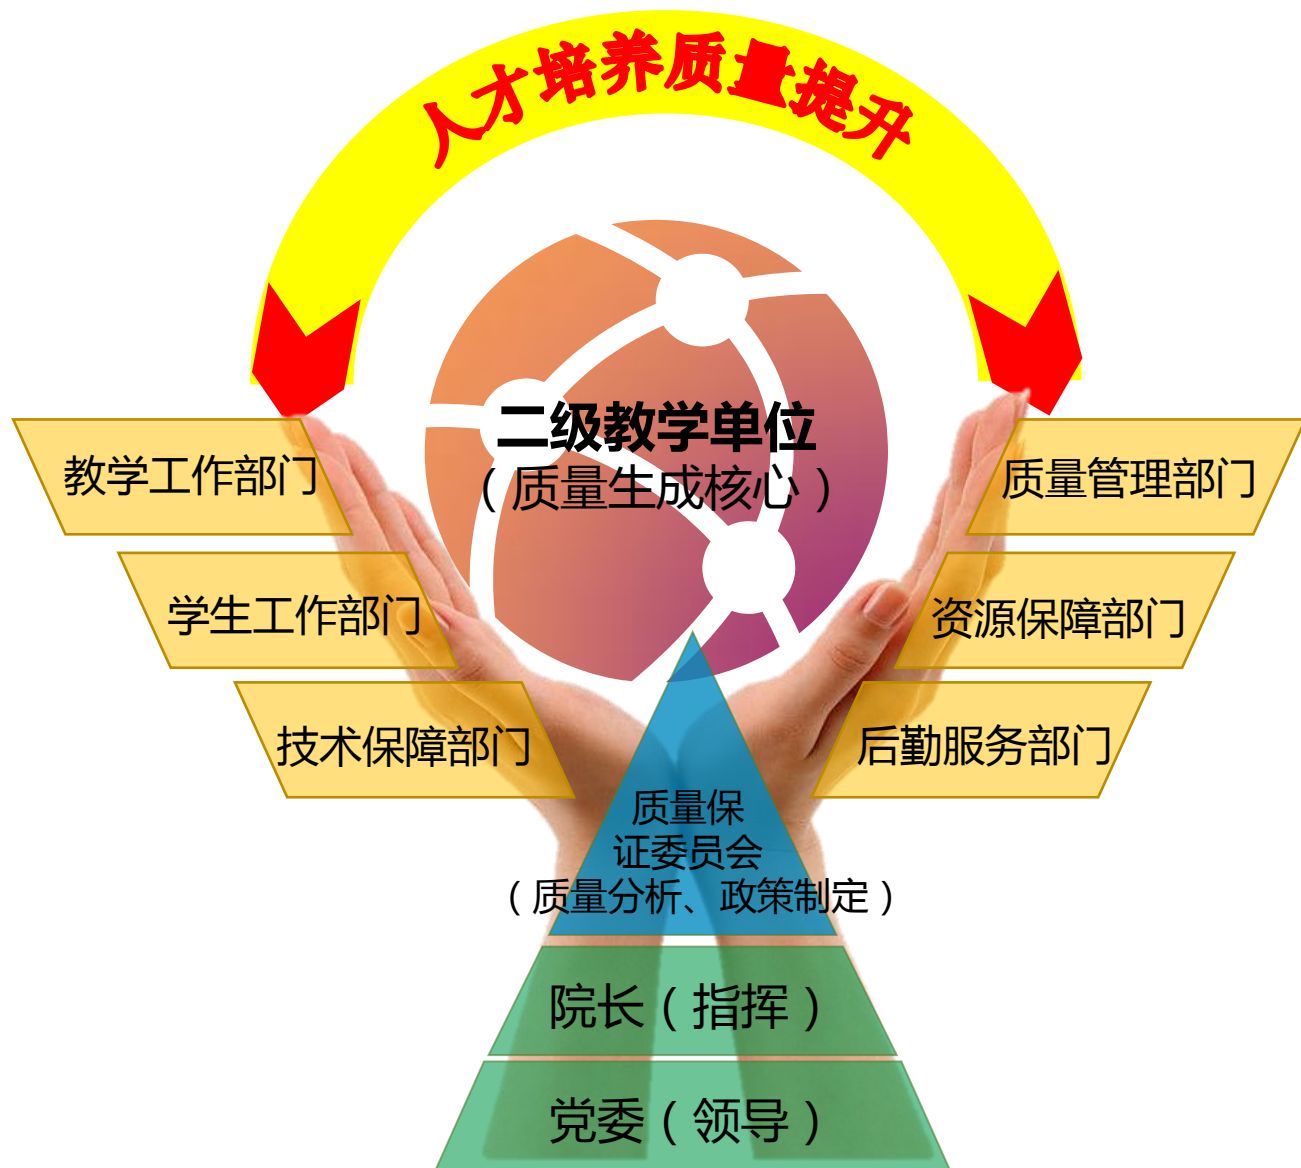 人才培养质量提升
二级教学单位
（质量生成核心）
教学工作部门
质量管理部门
学生工作部门
资源保障部门
技术保障部门
后勤服务部门
质量保
证委员会
（质量分析、政策制定）
院长（指挥）
党委（领导）